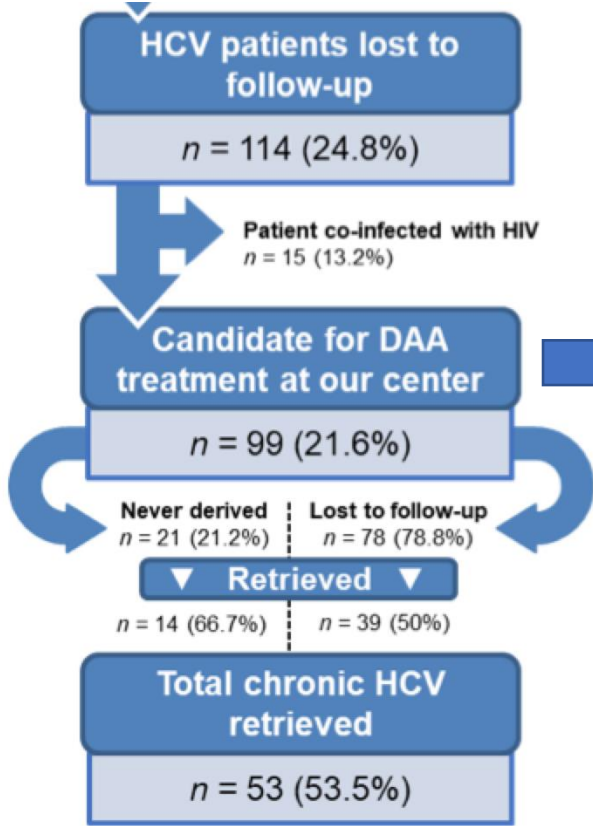 HCV patients lost to
follow-up
n = 114 (24.8%)
Patient co-infected with HIV
n = 15 (13.2%)
Candidate for DAA
treatment at our center
n = 99 (21.6%)
Never derived
n = 21 (21.2%)
Lost to follow-up
n = 78 (78.8%)
▼ Retrieved ▼
n = 14 (66.7%)
n = 39 (50%)
Total chronic HCV
retrieved
n = 53 (53.5%)